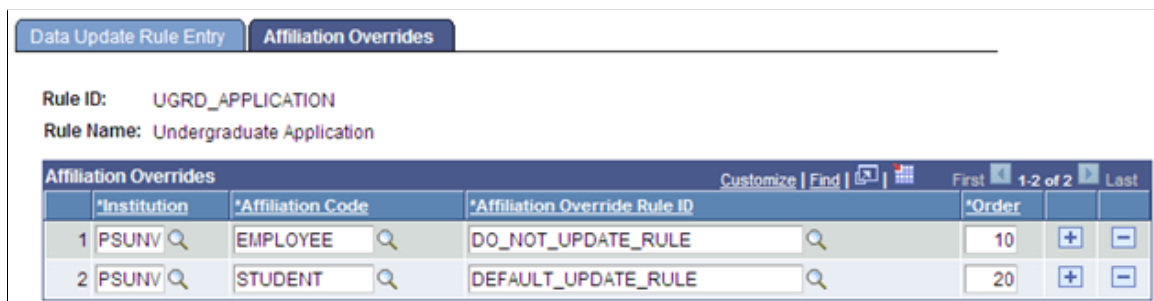 Data Update Rule Entry Affiliation Overrides
Rule ID: UGRD_APPLICATION
Rule Name: Undergraduate Application
Affiliation Overrides Customize | Find | | First 1-2 of 2 Last
*Institution *Affiliation Code *Affiliation Override Rule ID *Order
1 PSUNV EMPLOYEE DO_NOT_UPDATE_RULE 10 + -
2 PSUNV STUDENT DEFAULT_UPDATE_RULE 20 + -